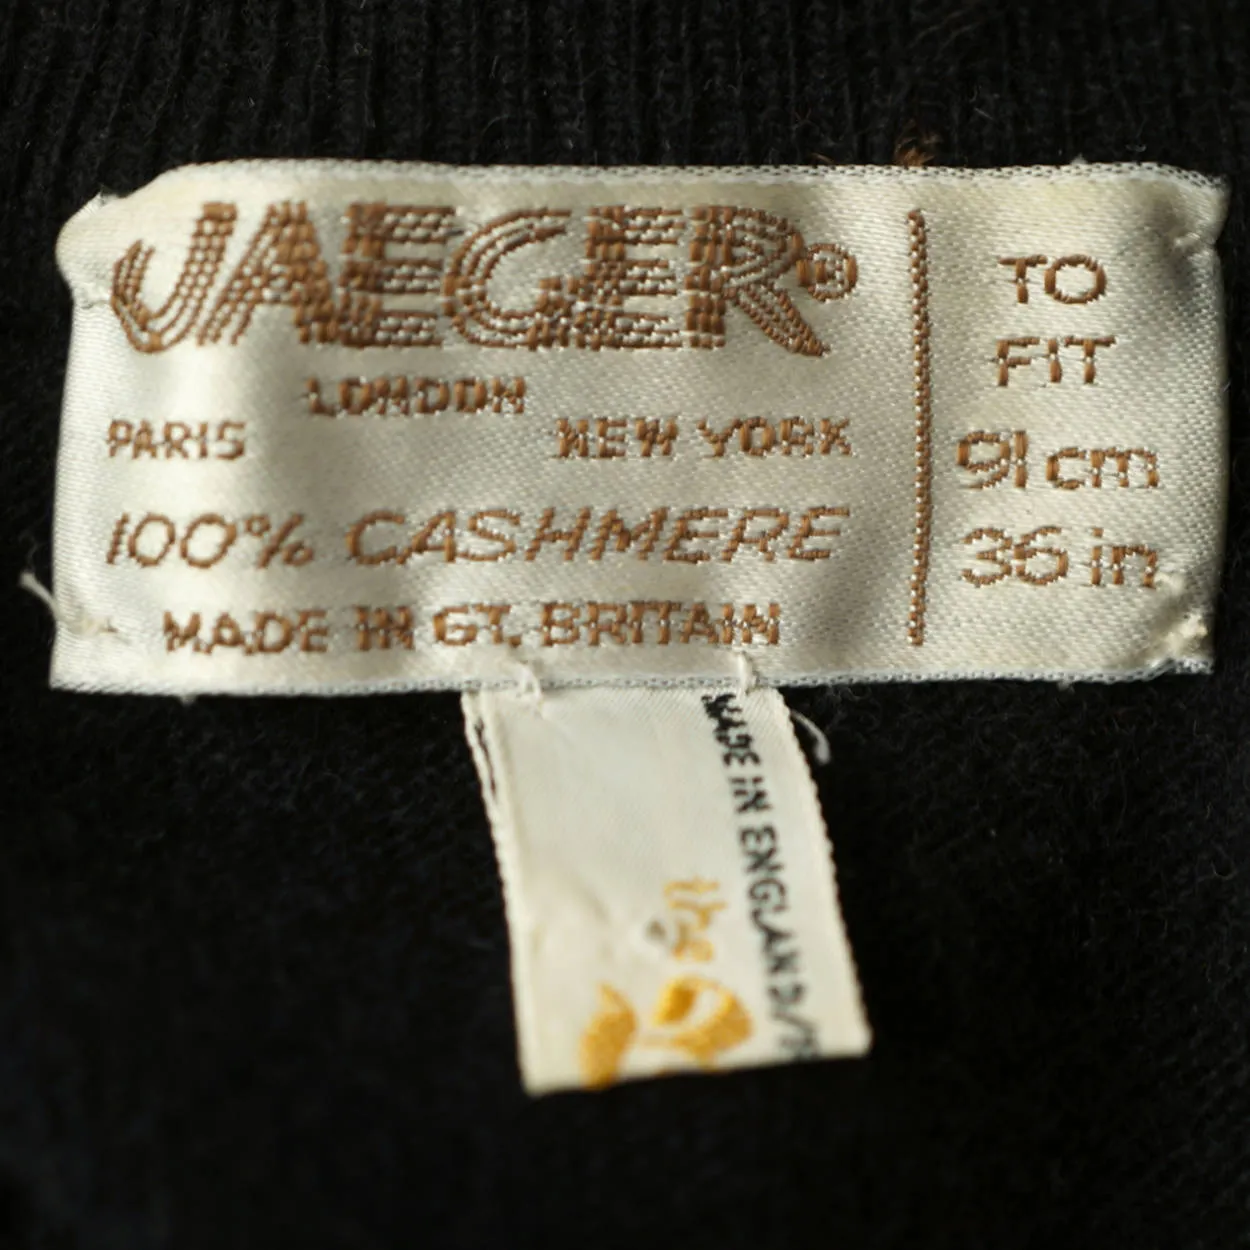 JAEGER®
LONDON
PARIS NEW YORK
100% CASHMERE
MADE IN GT. BRITAIN
TO
FIT
91 cm
36 in
MADE IN ENGLAND/
the